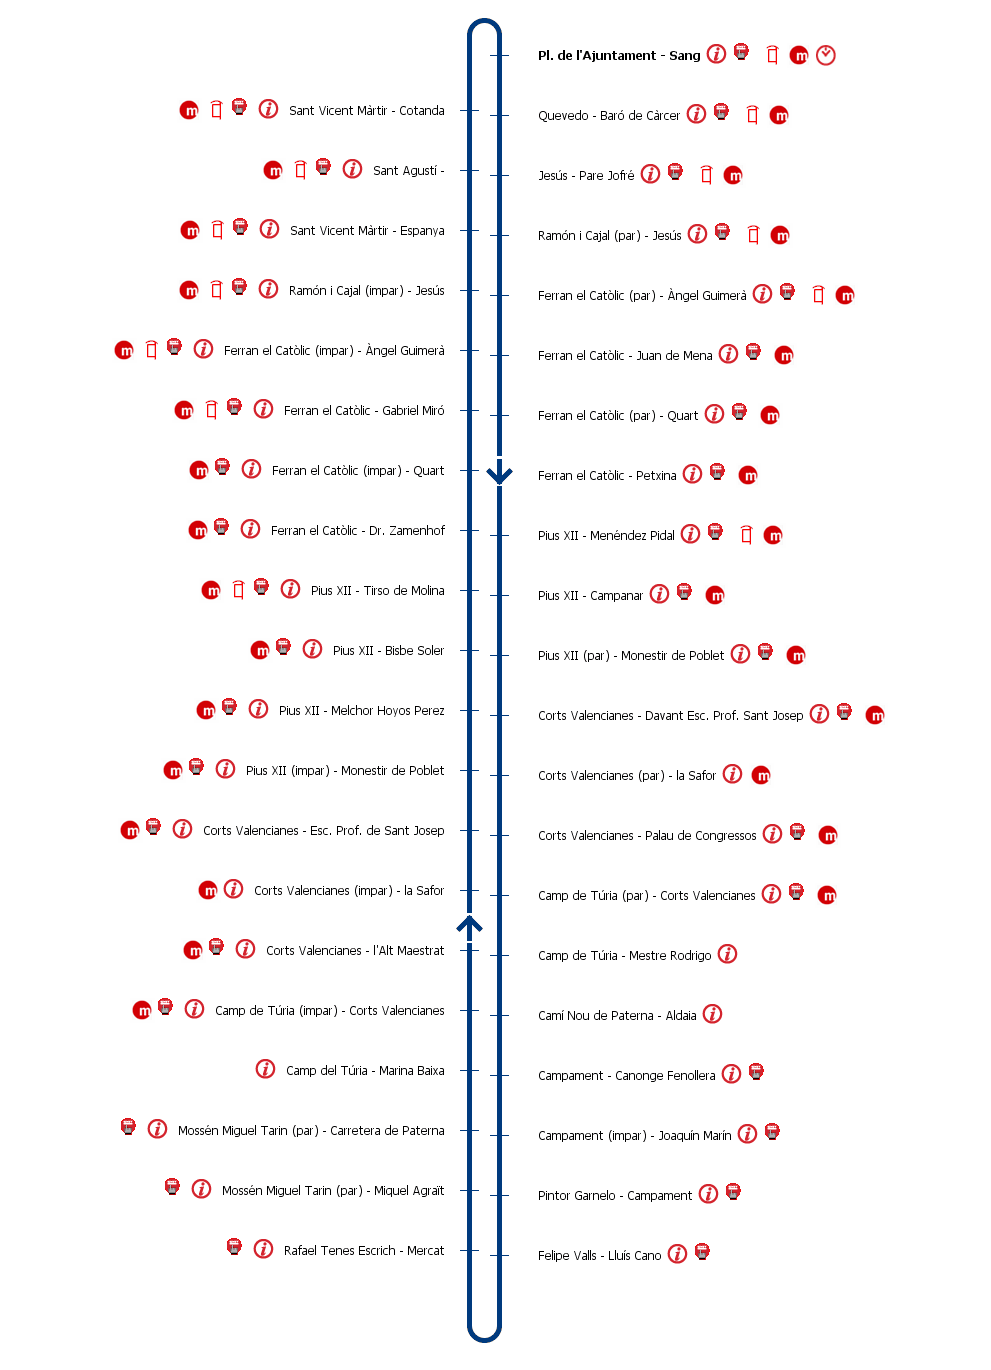 Pl. de l'Ajuntament - Sang
Sant Vicent Màrtir - Cotanda
Quevedo - Baró de Càrcer
Sant Agustí -
Jesús - Pare Jofré
Sant Vicent Màrtir - Espanya
Ramón i Cajal (par) - Jesús
Ramón i Cajal (impar) - Jesús
Ferran el Catòlic (par) - Àngel Guimerà
Ferran el Catòlic (impar) - Àngel Guimerà
Ferran el Catòlic - Juan de Mena
Ferran el Catòlic - Gabriel Miró
Ferran el Catòlic (par) - Quart
Ferran el Catòlic (impar) - Quart
Ferran el Catòlic - Petxina
Ferran el Catòlic - Dr. Zamenhof
Pius XII - Menéndez Pidal
Pius XII - Tirso de Molina
Pius XII - Campanar
Pius XII - Bisbe Soler
Pius XII (par) - Monestir de Poblet
Pius XII - Melchor Hoyos Perez
Corts Valencianes - Davant Esc. Prof. Sant Josep
Pius XII (impar) - Monestir de Poblet
Corts Valencianes (par) - la Safor
Corts Valencianes - Esc. Prof. de Sant Josep
Corts Valencianes - Palau de Congressos
Corts Valencianes (impar) - la Safor
Camp de Túria (par) - Corts Valencianes
Corts Valencianes - l'Alt Maestrat
Camp de Túria - Mestre Rodrigo
Camp de Túria (impar) - Corts Valencianes
Camí Nou de Paterna - Aldaia
Camp del Túria - Marina Baixa
Campament - Canonge Fenollera
Mossén Miguel Tarin (par) - Carretera de Paterna
Campament (impar) - Joaquín Marín
Mossén Miguel Tarin (par) - Miquel Agraït
Pintor Garnelo - Campament
Rafael Tenes Escrich - Mercat
Felipe Valls - Lluís Cano